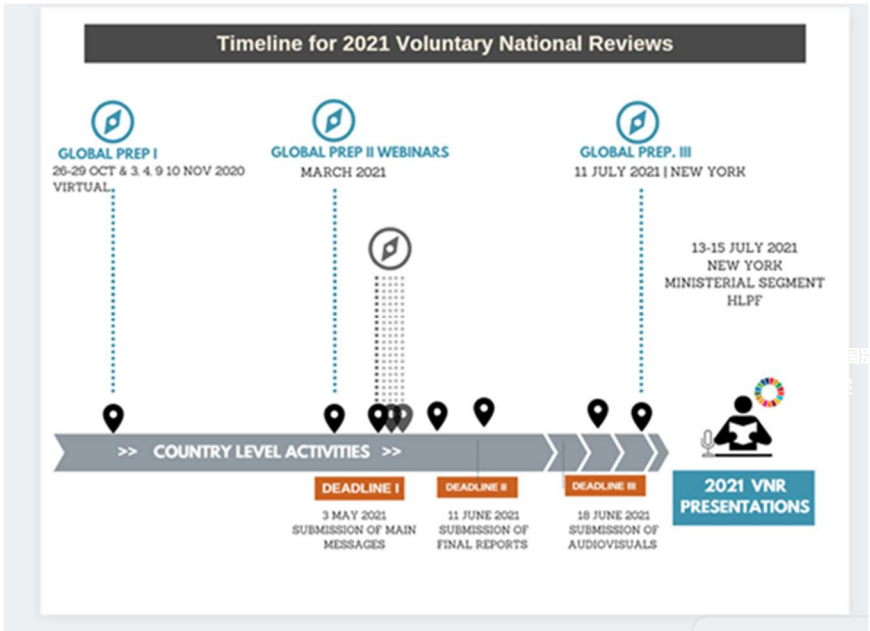 Timeline for 2021 Voluntary National Reviews
GLOBAL PREP I
26-29 OCT & 3, 4, 9 10 NOV 2020
VIRTUAL
GLOBAL PREP II WEBINARS
MARCH 2021
GLOBAL PREP. III
11 JULY 2021 | NEW YORK
13-15 JULY 2021
NEW YORK
MINISTERIAL SEGMENT
HLPF
>> COUNTRY LEVEL ACTIVITIES >>
DEADLINE I
3 MAY 2021
SUBMISSION OF MAIN
MESSAGES
DEADLINE II
11 JUNE 2021
SUBMISSION OF
FINAL REPORTS
DEADLINE III
18 JUNE 2021
SUBMISSION OF
AUDIOVISUALS
2021 VNR
PRESENTATIONS